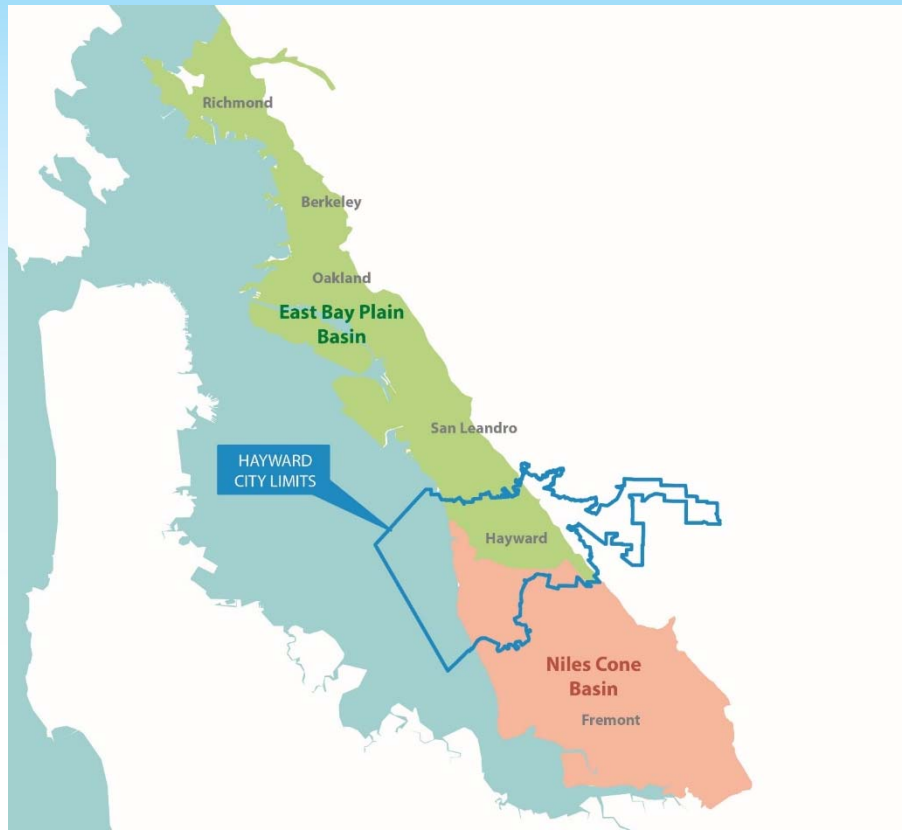 Richmond
Berkeley
Oakland
East Bay Plain
Basin
San Leandro
HAYWARD
CITY LIMITS
Hayward
Niles Cone
Basin
Fremont